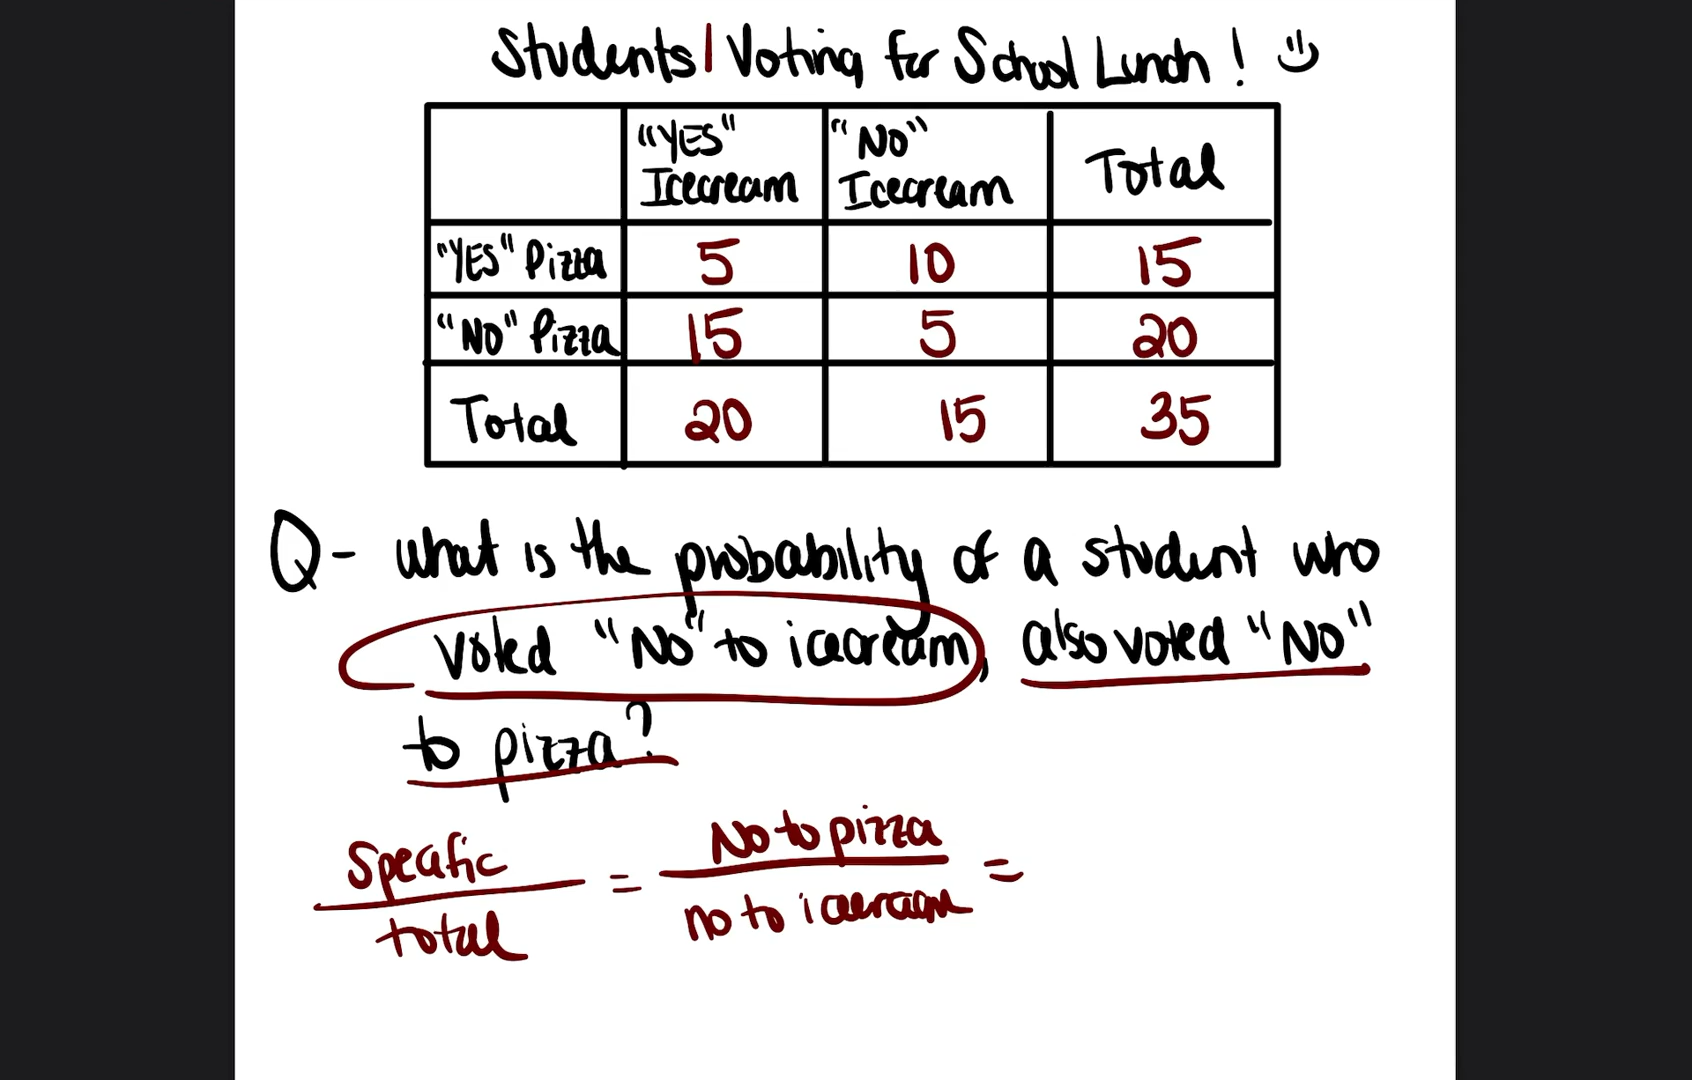 Students| Voting for School Lunch! :)
"YES" Icecream "NO" Icecream Total
"YES" Pizza 5 10 15
"NO" Pizza 15 5 20
Total 20 15 35
Q- what is the probability of a student who
voted "No" to icecream, also voted "NO"
to pizza?
Specific / total = No to pizza / no to icecream =